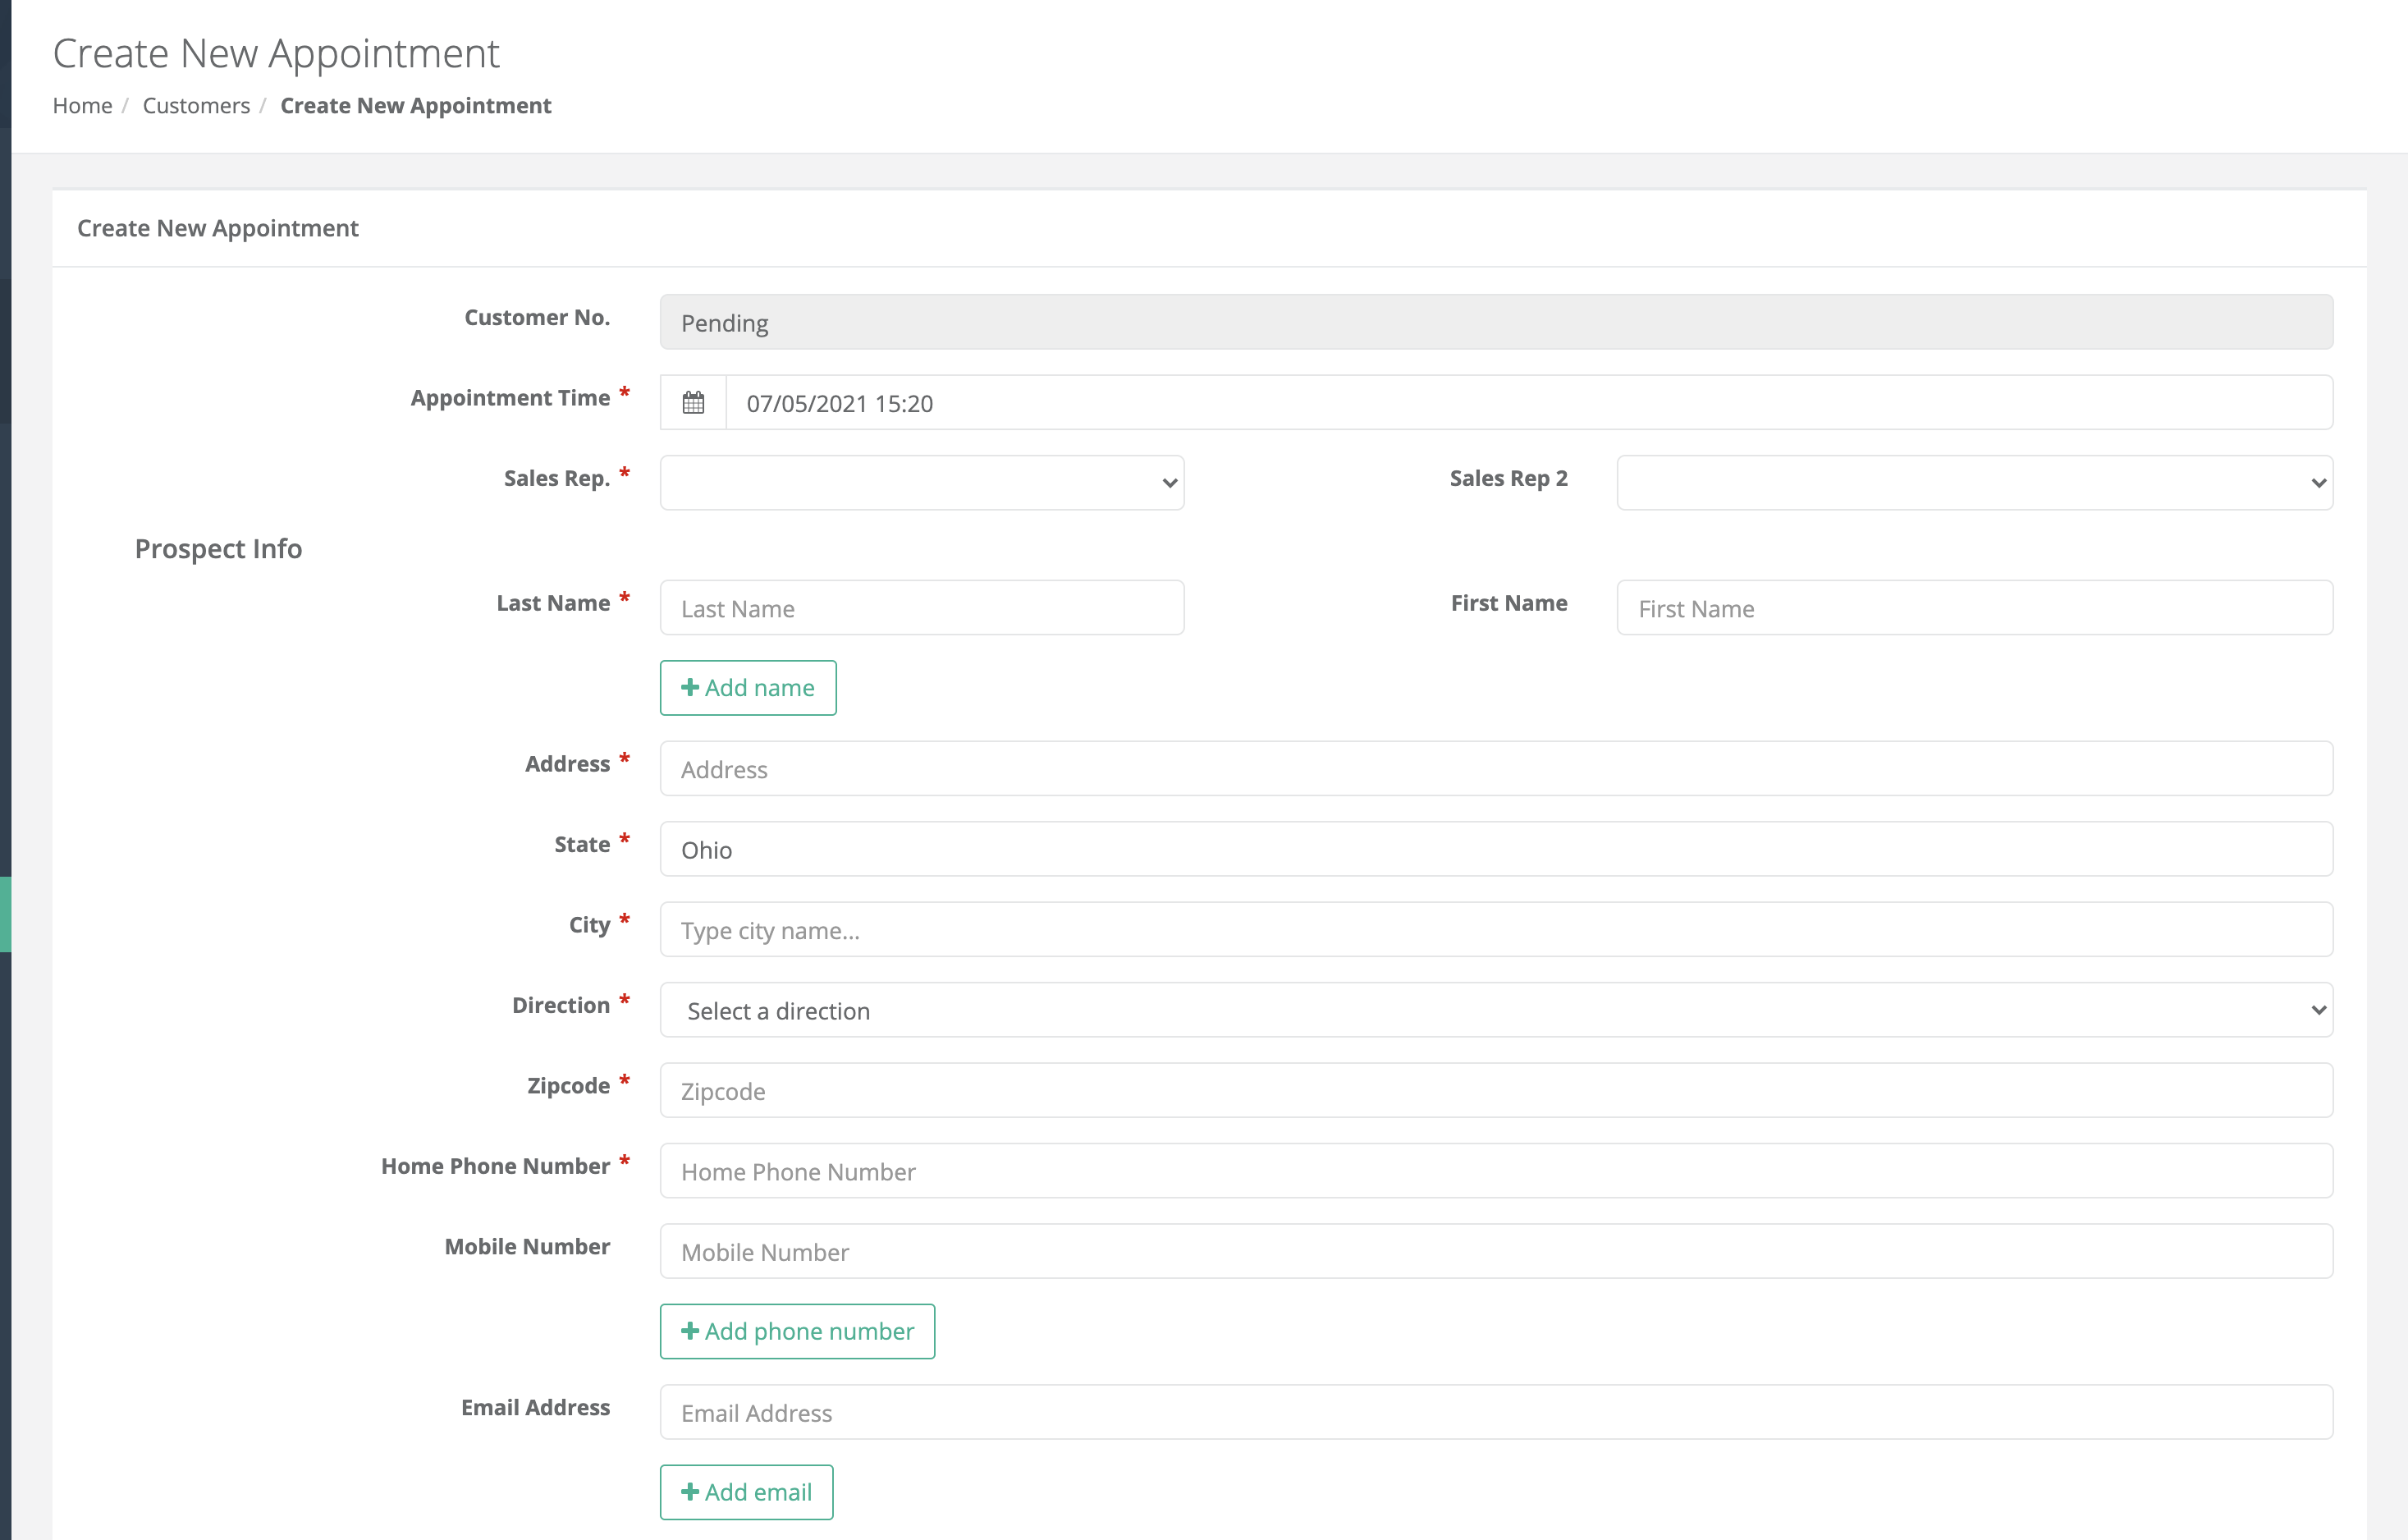 Create New Appointment
Home / Customers / Create New Appointment
Create New Appointment
Customer No. Pending
Appointment Time * 07/05/2021 15:20
Sales Rep. * Sales Rep 2
Prospect Info
Last Name * Last Name First Name First Name
Add name
Address * Address
State * Ohio
City * Type city name...
Direction * Select a direction
Zipcode * Zipcode
Home Phone Number * Home Phone Number
Mobile Number Mobile Number
Add phone number
Email Address Email Address
Add email